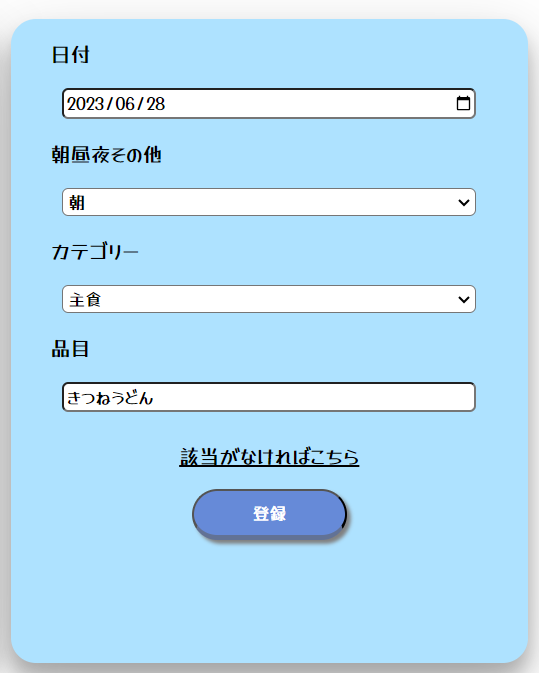 日付
2023/06/28
朝昼夜その他
朝
カテゴリー
主食
品目
きつねうどん
該当がなければこちら
登録